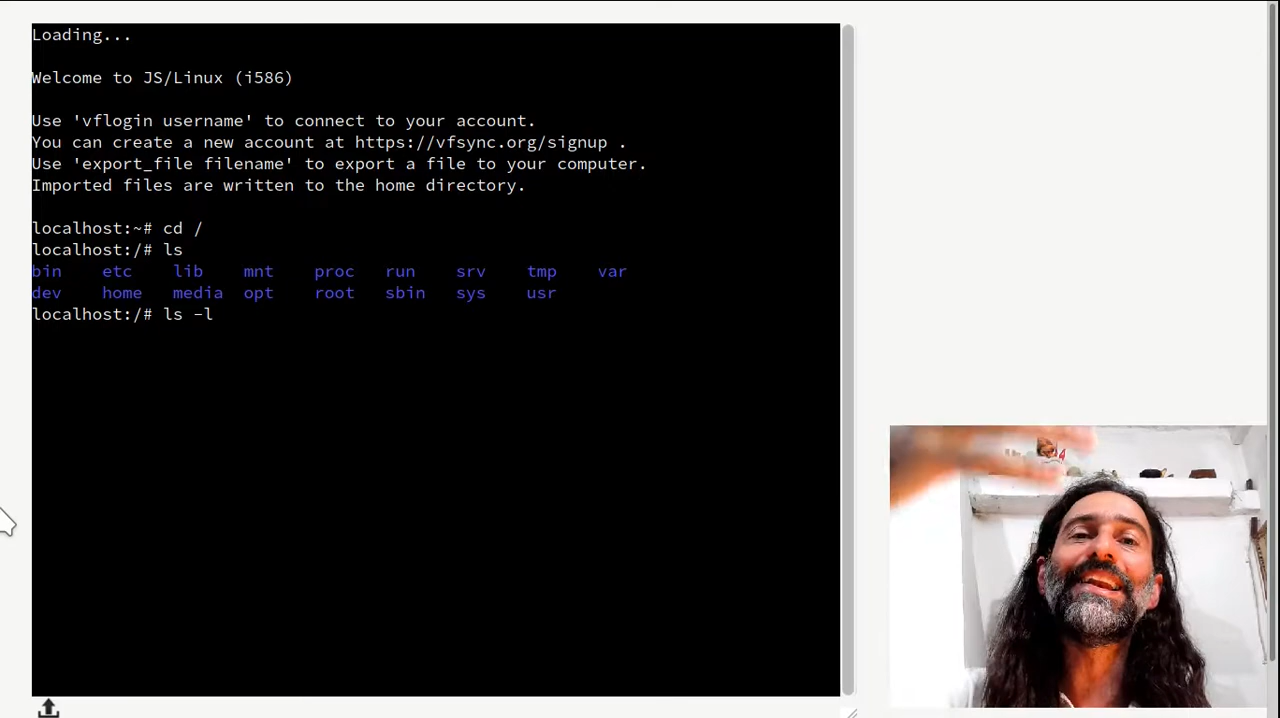 Loading...
Welcome to JS/Linux (i586)
Use 'vflogin username' to connect to your account.
You can create a new account at https://vfsync.org/signup .
Use 'export_file filename' to export a file to your computer.
Imported files are written to the home directory.
localhost:~# cd /
localhost:/# ls
bin etc lib mnt proc run srv tmp var
dev home media opt root sbin sys usr
localhost:/# ls -l